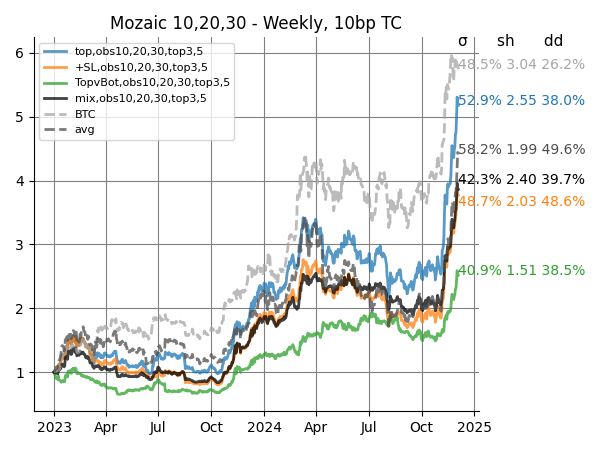 Mozaic 10,20,30 - Weekly, 10bp TC
σ sh dd
top,obs10,20,30,top3,5
+SL,obs10,20,30,top3,5
TopvBot,obs10,20,30,top3,5
mix,obs10,20,30,top3,5
BTC
avg
48.5% 3.04 26.2%
52.9% 2.55 38.0%
58.2% 1.99 49.6%
42.3% 2.40 39.7%
48.7% 2.03 48.6%
40.9% 1.51 38.5%
6
5
4
3
2
1
2023 Apr Jul Oct 2024 Apr Jul Oct 2025